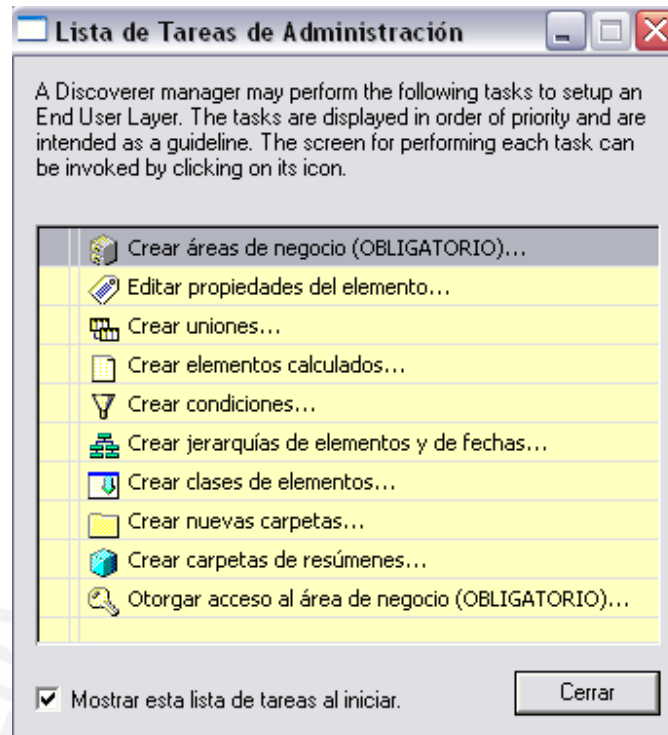 Lista de Tareas de Administración
A Discoverer manager may perform the following tasks to setup an
End User Layer. The tasks are displayed in order of priority and are
intended as a guideline. The screen for performing each task can
be invoked by clicking on its icon.
Crear áreas de negocio (OBLIGATORIO)...
Editar propiedades del elemento...
Crear uniones...
Crear elementos calculados...
Crear condiciones...
Crear jerarquías de elementos y de fechas...
Crear clases de elementos...
Crear nuevas carpetas...
Crear carpetas de resúmenes...
Otorgar acceso al área de negocio (OBLIGATORIO)...
Mostrar esta lista de tareas al iniciar.
Cerrar